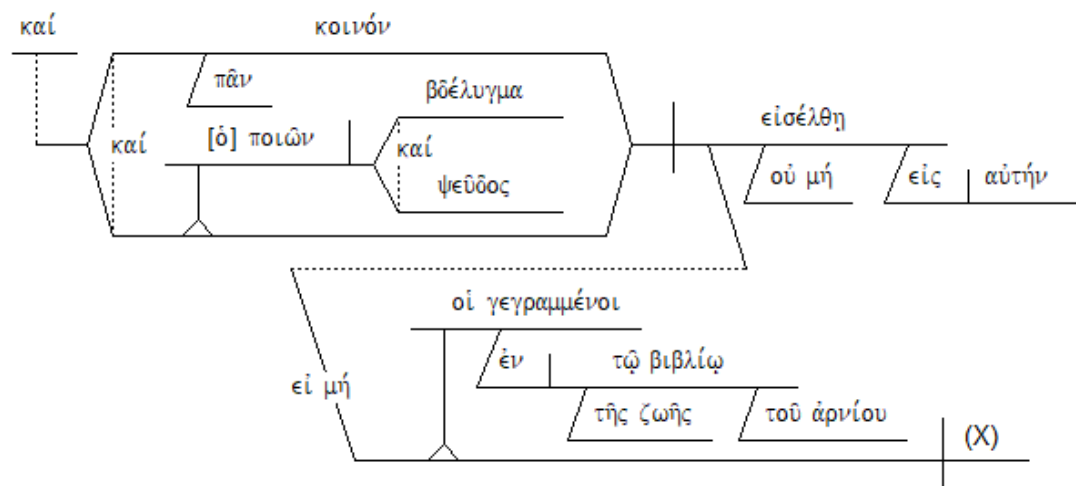 καί
κοινόν
πᾶν
βδέλυγμα
καί
[ὁ] ποιῶν
καί
ψεῦδος
εἰσέλθῃ
οὐ μή
εἰς
αὐτήν
οἱ γεγραμμένοι
ἐν
τῷ βιβλίῳ
εἰ μή
τῆς ζωῆς
τοῦ ἀρνίου
(X)